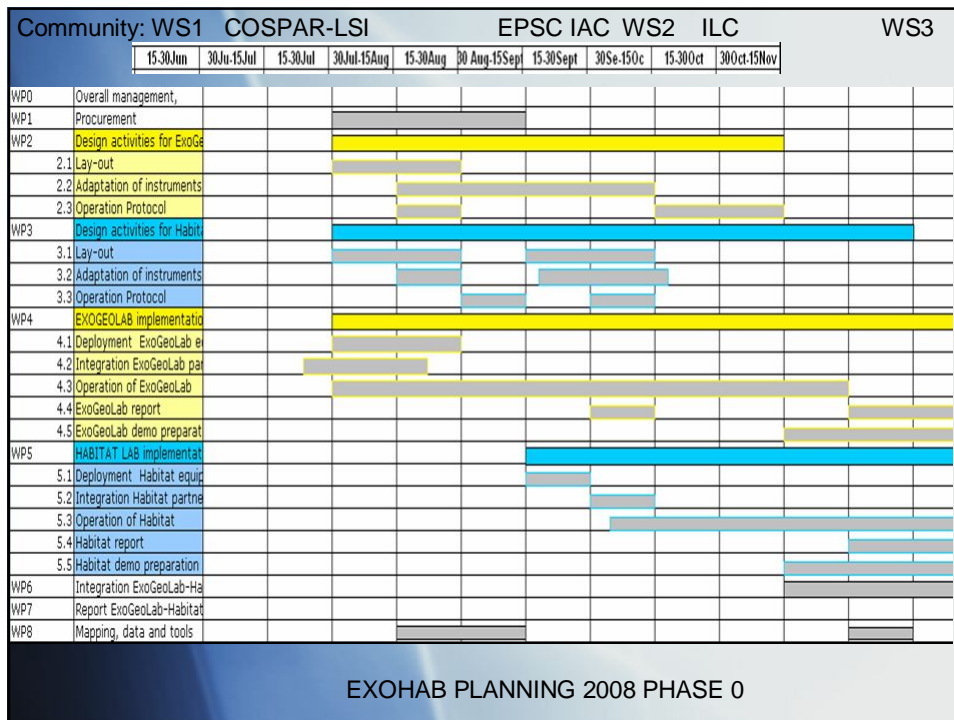 Community: WS1 COSPAR-LSI EPSC IAC WS2 ILC WS3
15-30Jun 30Ju-15Jul 15-30Jul 30Jul-15Aug 15-30Aug 30 Aug-15Sept 15-30Sept 30Se-15Oc 15-30Oct 30Oct-15Nov
WP0 Overall management,
WP1 Procurement
WP2 Design activities for ExoGe
2.1 Lay-out
2.2 Adaptation of instruments
2.3 Operation Protocol
WP3 Design activities for Habita
3.1 Lay-out
3.2 Adaptation of instruments
3.3 Operation Protocol
WP4 EXOGEOLAB implementatio
4.1 Deployment ExoGeoLab e
4.2 Integration ExoGeoLab par
4.3 Operation of ExoGeoLab
4.4 ExoGeoLab report
4.5 ExoGeoLab demo preparat
WP5 HABITAT LAB implementat
5.1 Deployment Habitat equip
5.2 Integration Habitat partne
5.3 Operation of Habitat
5.4 Habitat report
5.5 Habitat demo preparation
WP6 Integration ExoGeoLab-Ha
WP7 Report ExoGeoLab-Habitat
WP8 Mapping, data and tools
EXOHAB PLANNING 2008 PHASE 0